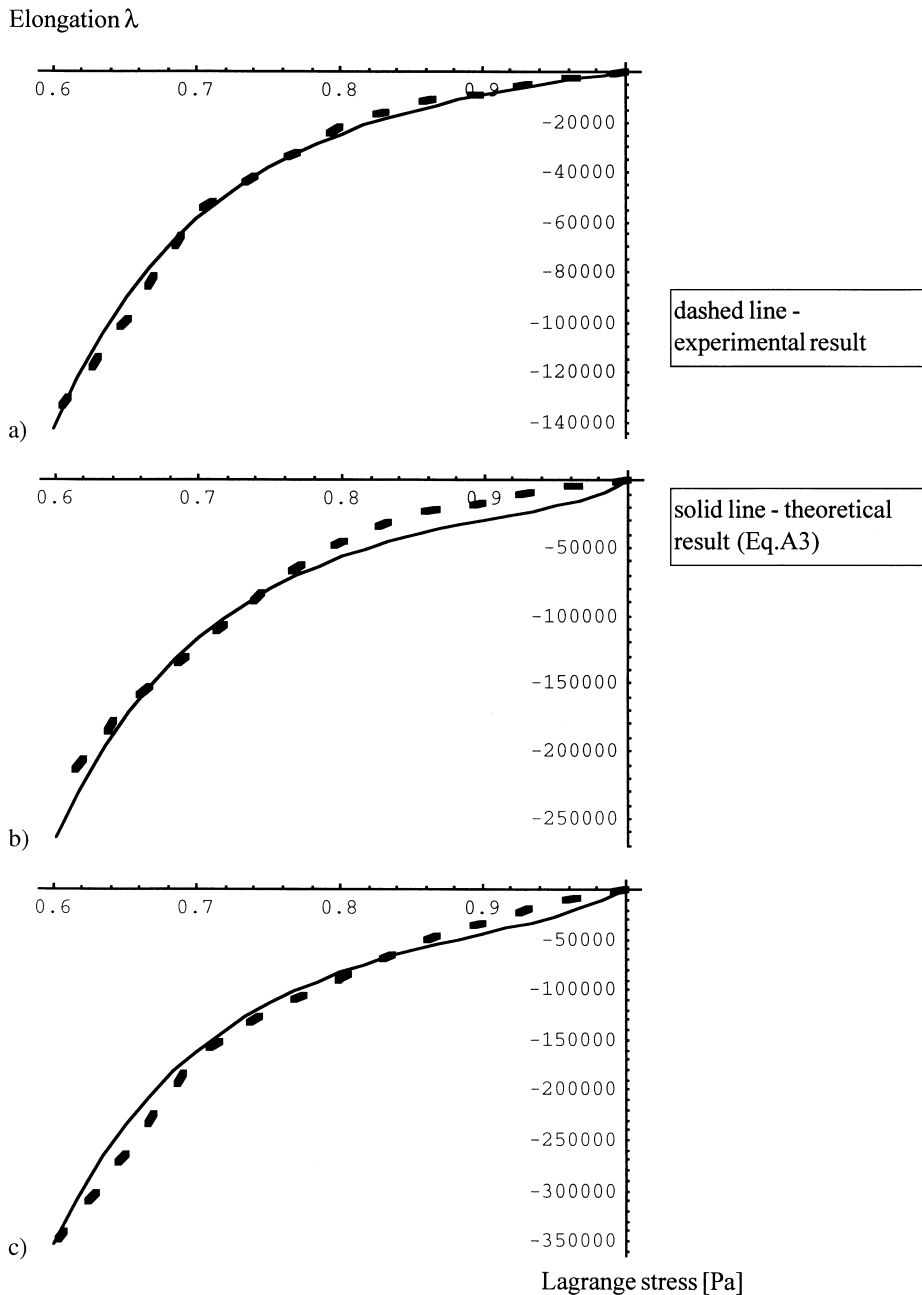 Elongation λ
0.6 0.7 0.8 0.9
-20000
-40000
-60000
-80000
-100000
-120000
-140000
a)
dashed line -
experimental result
0.6 0.7 0.8 0.9
-50000
-100000
-150000
-200000
-250000
b)
solid line - theoretical
result (Eq.A3)
0.6 0.7 0.8 0.9
-50000
-100000
-150000
-200000
-250000
-300000
-350000
c)
Lagrange stress [Pa]